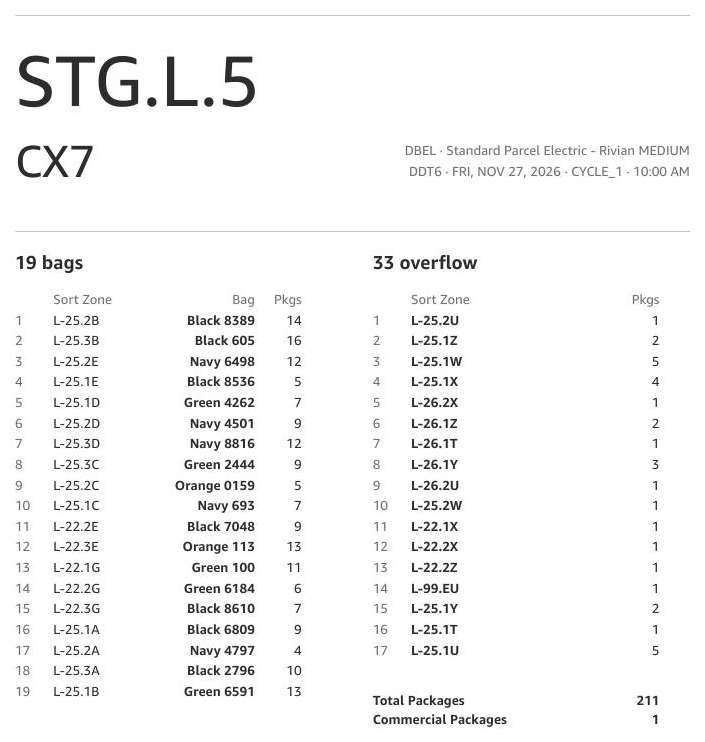 STG.L.5
CX7
DBEL · Standard Parcel Electric - Rivian MEDIUM
DDT6 · FRI, NOV 27, 2026 · CYCLE_1 · 10:00 AM
19 bags
Sort Zone Bag Pkgs
1 L-25.2B Black 8389 14
2 L-25.3B Black 605 16
3 L-25.2E Navy 6498 12
4 L-25.1E Black 8536 5
5 L-25.1D Green 4262 7
6 L-25.2D Navy 4501 9
7 L-25.3D Navy 8816 12
8 L-25.3C Green 2444 9
9 L-25.2C Orange 0159 5
10 L-25.1C Navy 693 7
11 L-22.2E Black 7048 9
12 L-22.3E Orange 113 13
13 L-22.1G Green 100 11
14 L-22.2G Green 6184 6
15 L-22.3G Black 8610 7
16 L-25.1A Black 6809 9
17 L-25.2A Navy 4797 4
18 L-25.3A Black 2796 10
19 L-25.1B Green 6591 13
33 overflow
Sort Zone Pkgs
1 L-25.2U 1
2 L-25.1Z 2
3 L-25.1W 5
4 L-25.1X 4
5 L-26.2X 1
6 L-26.1Z 2
7 L-26.1T 1
8 L-26.1Y 3
9 L-26.2U 1
10 L-25.2W 1
11 L-22.1X 1
12 L-22.2X 1
13 L-22.2Z 1
14 L-99.EU 1
15 L-25.1Y 2
16 L-25.1T 1
17 L-25.1U 5
Total Packages 211
Commercial Packages 1